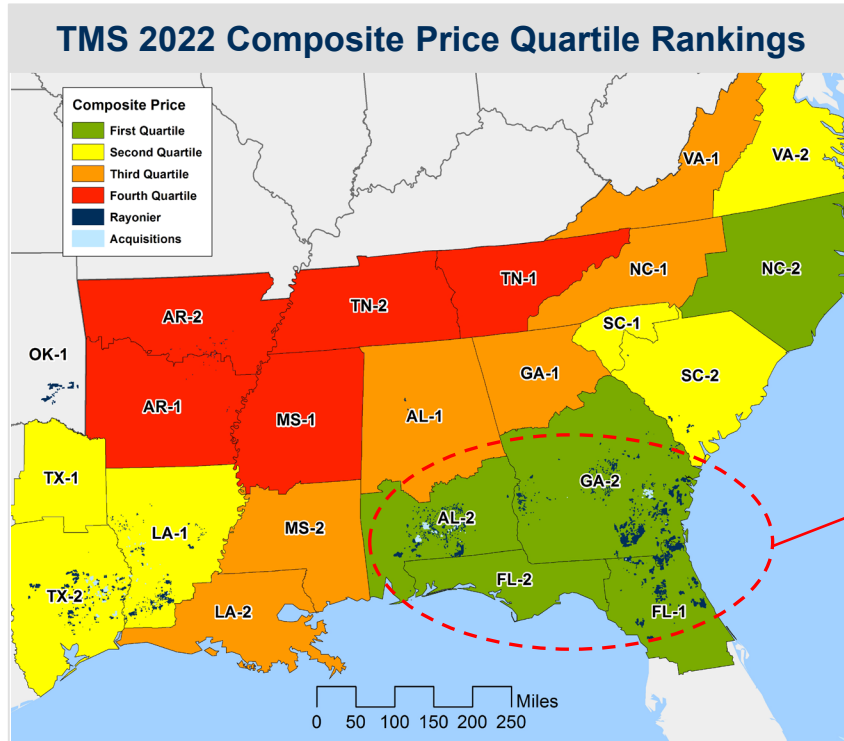 TMS 2022 Composite Price Quartile Rankings
Composite Price
First Quartile
Second Quartile
Third Quartile
Fourth Quartile
Rayonier
Acquisitions
VA-1
VA-2
NC-1
NC-2
TN-1
TN-2
AR-2
SC-1
OK-1
GA-1
SC-2
AR-1
MS-1
AL-1
TX-1
GA-2
AL-2
LA-1
MS-2
FL-2
TX-2
LA-2
FL-1
Miles
0 50 100 150 200 250